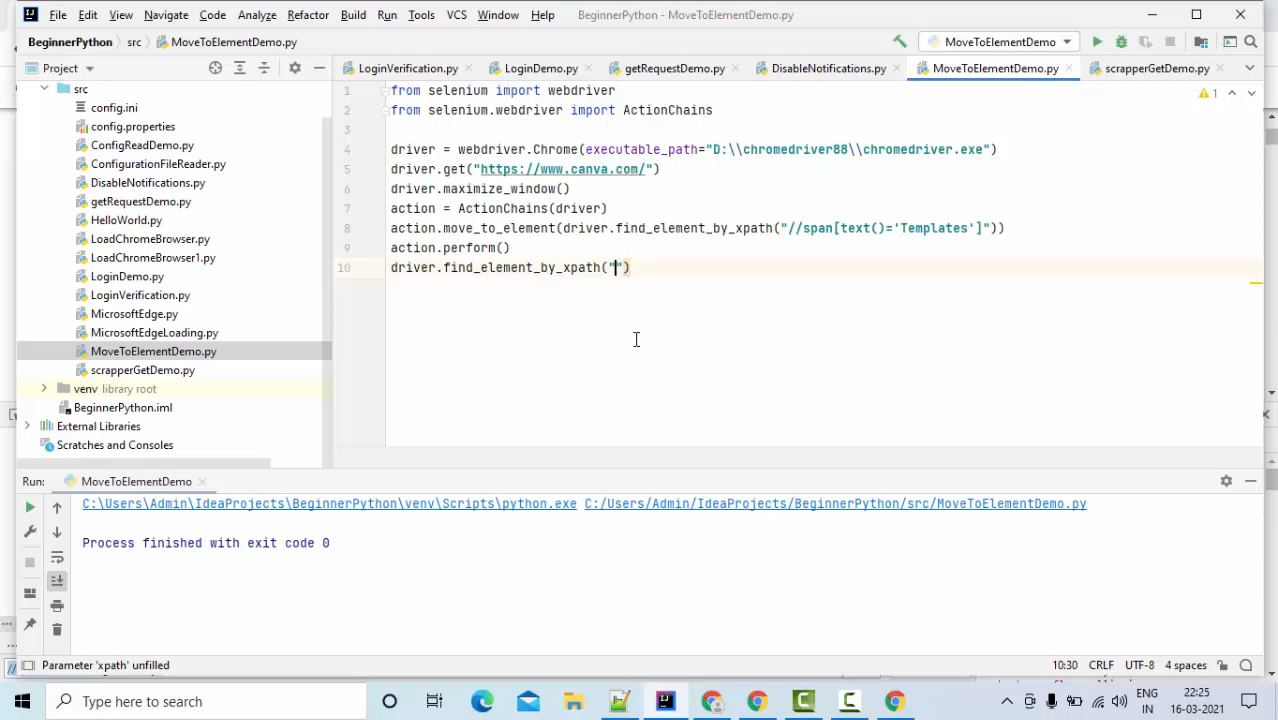 File Edit View Navigate Code Analyze Refactor Build Run Tools VCS Window Help BeginnerPython - MoveToElementDemo.py
BeginnerPython src MoveToElementDemo.py MoveToElementDemo
Project LoginVerification.py LoginDemo.py getRequestDemo.py DisableNotifications.py MoveToElementDemo.py scrapperGetDemo.py
src
config.ini
config.properties
ConfigReadDemo.py
ConfigurationFileReader.py
DisableNotifications.py
getRequestDemo.py
HelloWorld.py
LoadChromeBrowser.py
LoadChromeBrowser1.py
LoginDemo.py
LoginVerification.py
MicrosoftEdge.py
MicrosoftEdgeLoading.py
MoveToElementDemo.py
scrapperGetDemo.py
venv library root
BeginnerPython.iml
External Libraries
Scratches and Consoles
1 from selenium import webdriver
2 from selenium.webdriver import ActionChains
3
4 driver = webdriver.Chrome(executable_path="D:\\chromedriver88\\chromedriver.exe")
5 driver.get("https://www.canva.com/")
6 driver.maximize_window()
7 action = ActionChains(driver)
8 action.move_to_element(driver.find_element_by_xpath("//span[text()='Templates']"))
9 action.perform()
10 driver.find_element_by_xpath("")
1
Run: MoveToElementDemo
C:\Users\Admin\IdeaProjects\BeginnerPython\venv\Scripts\python.exe C:/Users/Admin/IdeaProjects/BeginnerPython/src/MoveToElementDemo.py
Process finished with exit code 0
Parameter 'xpath' unfilled 10:30 CRLF UTF-8 4 spaces
Type here to search
ENG
IN
22:25
16-03-2021